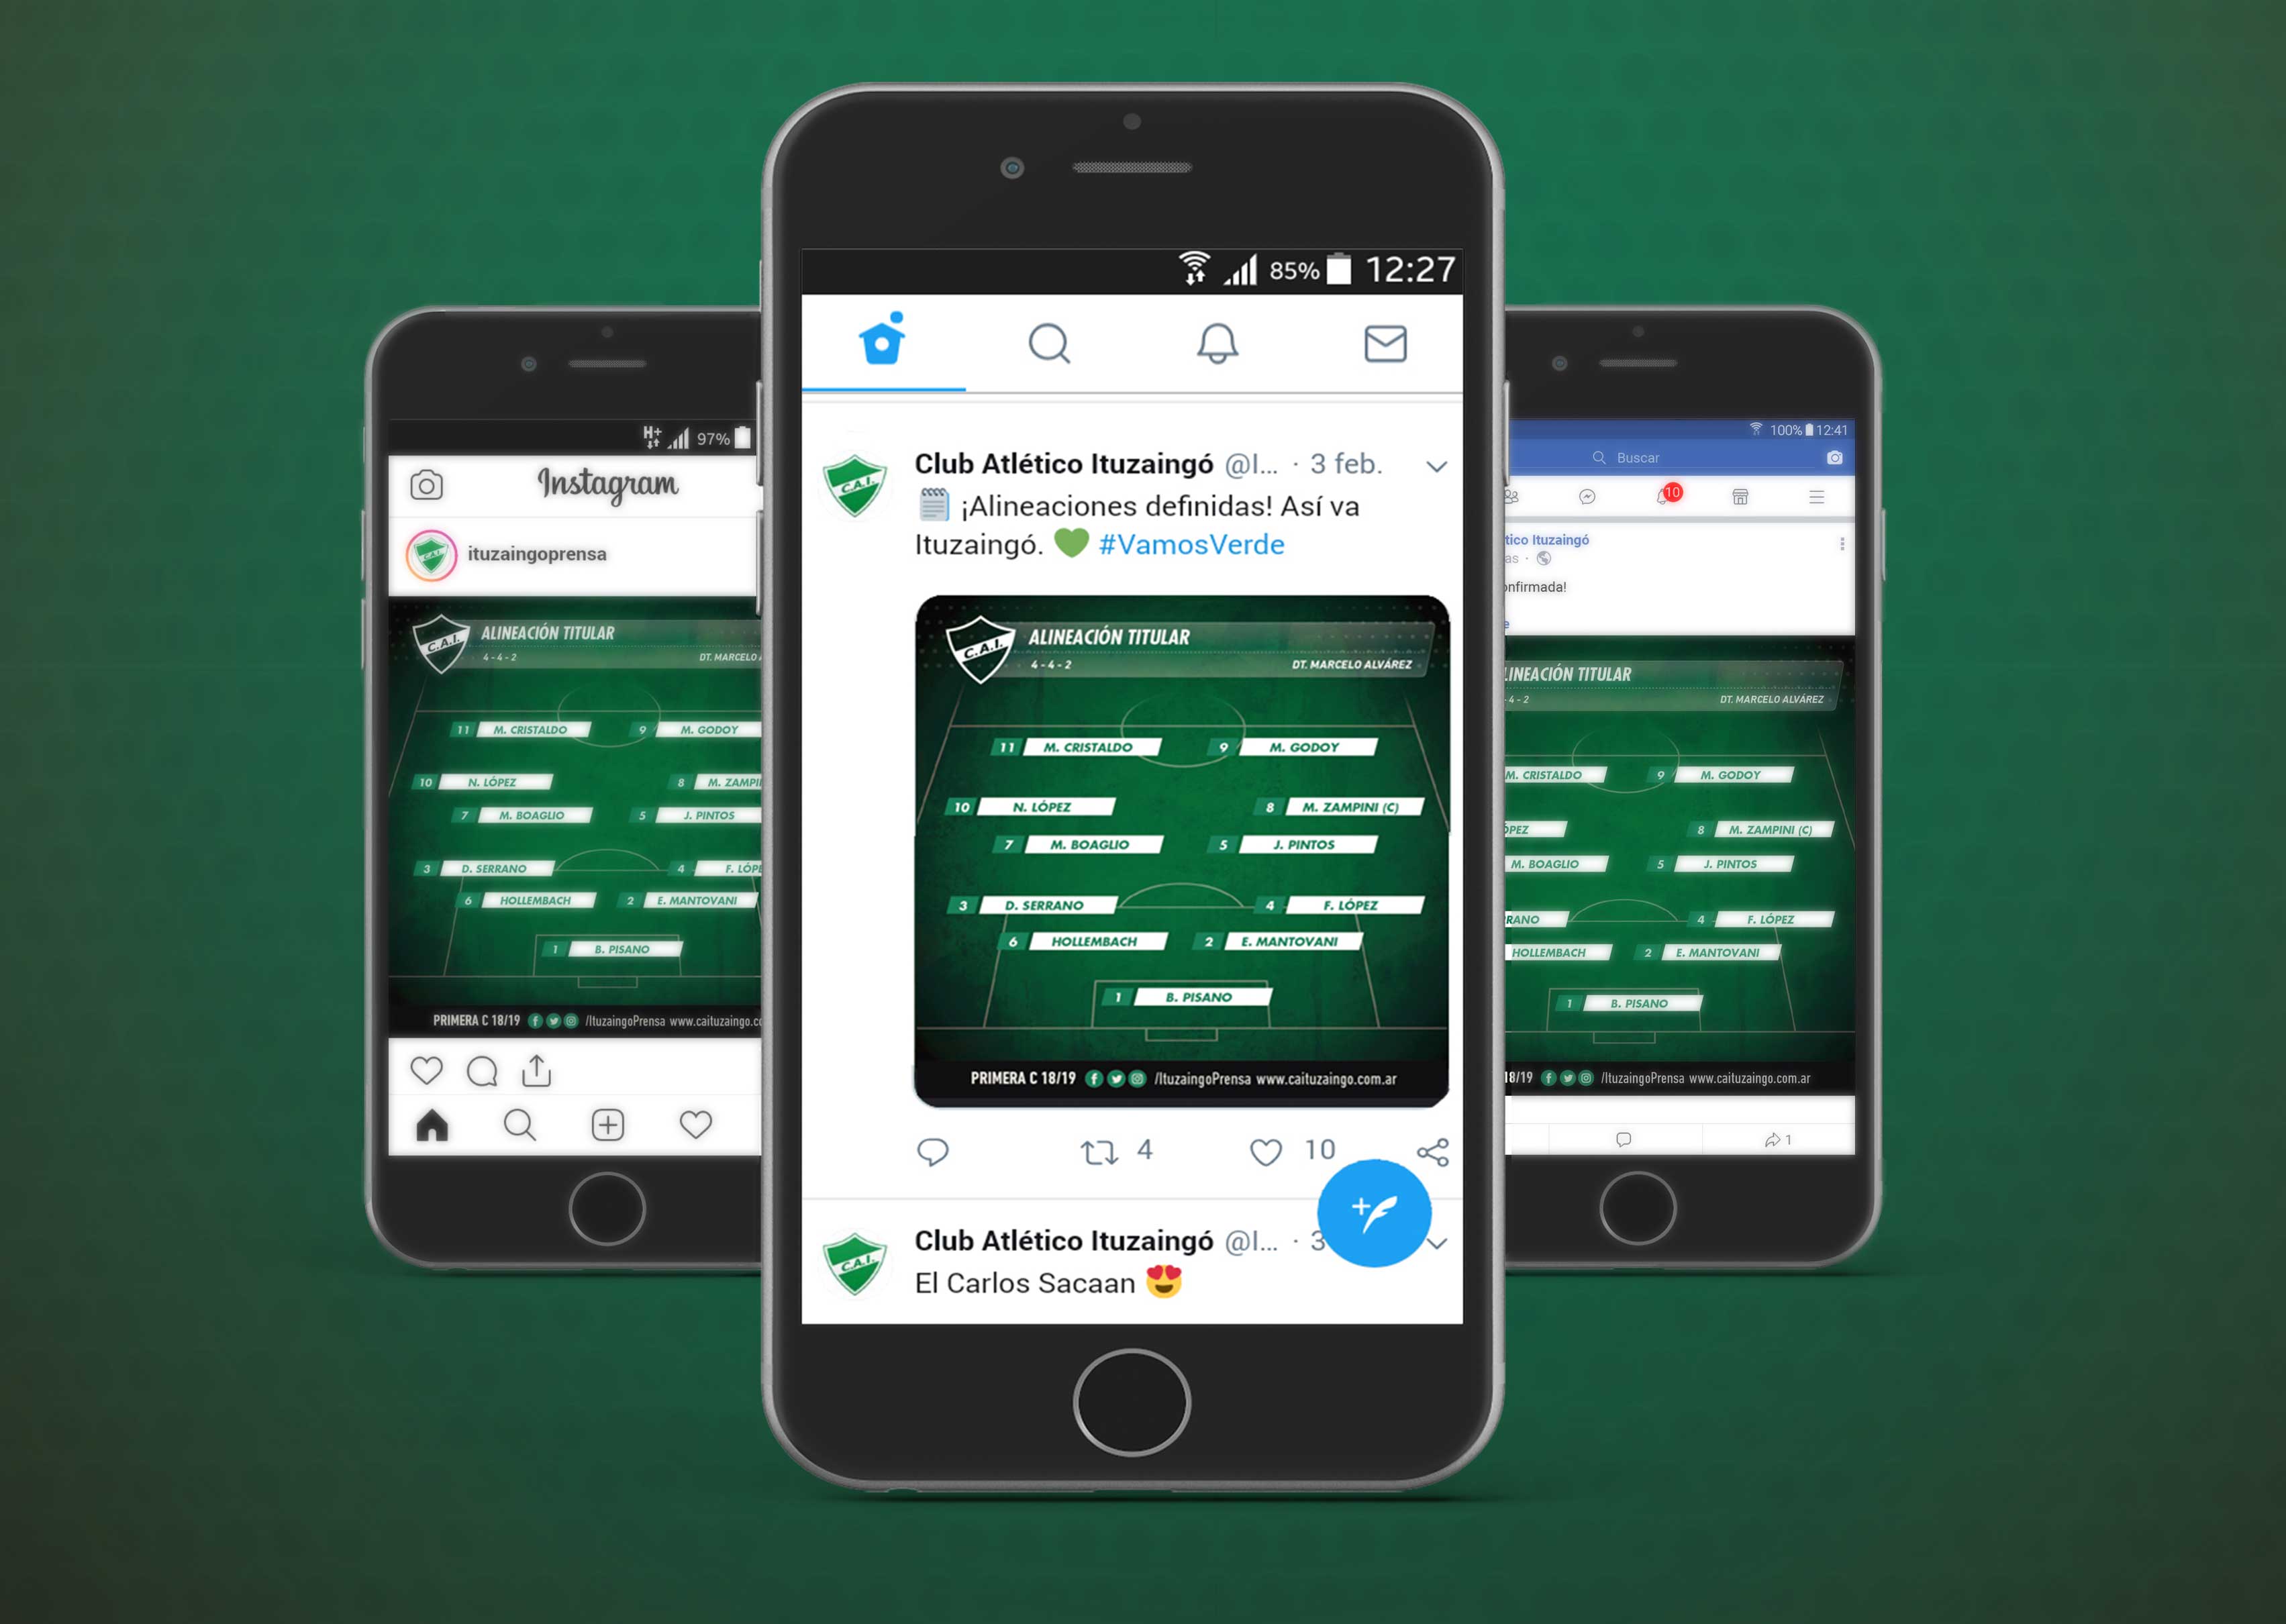 H+ 97%
Instagram
C.A.I.
ituzaingoprensa
C.A.I.
ALINEACIÓN TITULAR
4-4-2 DT. MARCELO
11 M. CRISTALDO 9 M. GODOY
10 N. LÓPEZ 8 M. ZAMPI
7 M. BOAGLIO 5 J. PINTOS
3 D. SERRANO 4 F. LÓPE
6 HOLLEMBACH 2 E. MANTOVANI
1 B. PISANO
PRIMERA C 18/19 /ItuzaingoPrensa www.caituzaingo.c
85% 12:27
C.A.I.
Club Atlético Ituzaingó @I... · 3 feb.
¡Alineaciones definidas! Así va
Ituzaingó. 💚 #VamosVerde
C.A.I.
ALINEACIÓN TITULAR
4-4-2 DT. MARCELO ALVÁREZ
11 M. CRISTALDO 9 M. GODOY
10 N. LÓPEZ 8 M. ZAMPINI (C)
7 M. BOAGLIO 5 J. PINTOS
3 D. SERRANO 4 F. LÓPEZ
6 HOLLEMBACH 2 E. MANTOVANI
1 B. PISANO
PRIMERA C 18/19 /ItuzaingoPrensa www.caituzaingo.com.ar
4 10
C.A.I.
Club Atlético Ituzaingó @I... · 3
El Carlos Sacaan 😍
100% 12:41
Buscar
10
tico Ituzaingó
as ·
onfirmada!
e
LINEACIÓN TITULAR
4-2 DT. MARCELO ALVÁREZ
M. CRISTALDO 9 M. GODOY
ÓPEZ 8 M. ZAMPINI (C)
M. BOAGLIO 5 J. PINTOS
RANO 4 F. LÓPEZ
HOLLEMBACH 2 E. MANTOVANI
1 B. PISANO
18/19 /ItuzaingoPrensa www.caituzaingo.com.ar
1